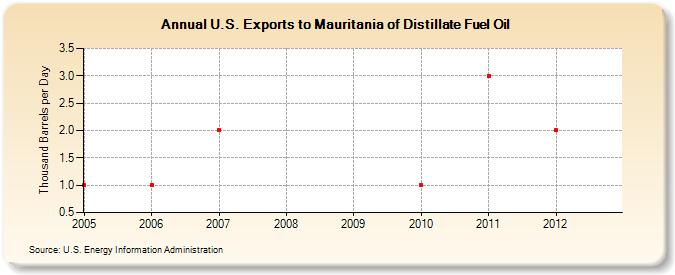 Annual U.S. Exports to Mauritania of Distillate Fuel Oil
Thousand Barrels per Day
3.5
3.0
2.5
2.0
1.5
1.0
0.5
2005 2006 2007 2008 2009 2010 2011 2012
Source: U.S. Energy Information Administration